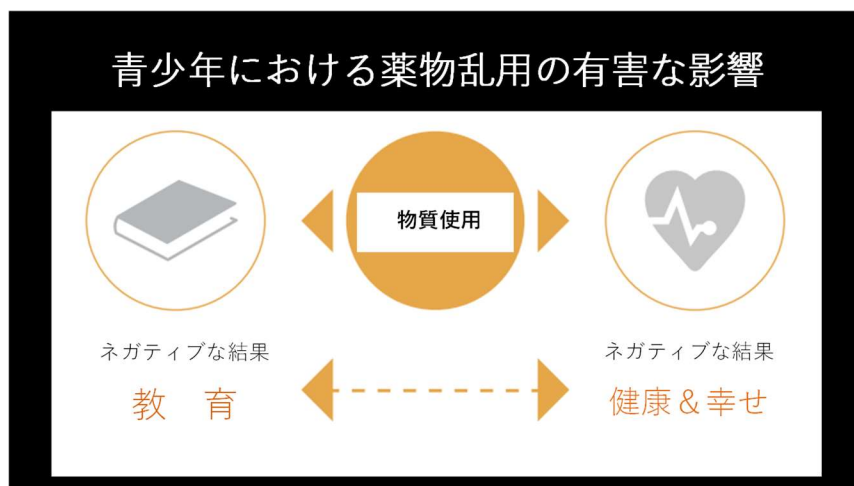 青少年における薬物乱用の有害な影響
物質使用
ネガティブな結果
教　育
ネガティブな結果
健康＆幸せ